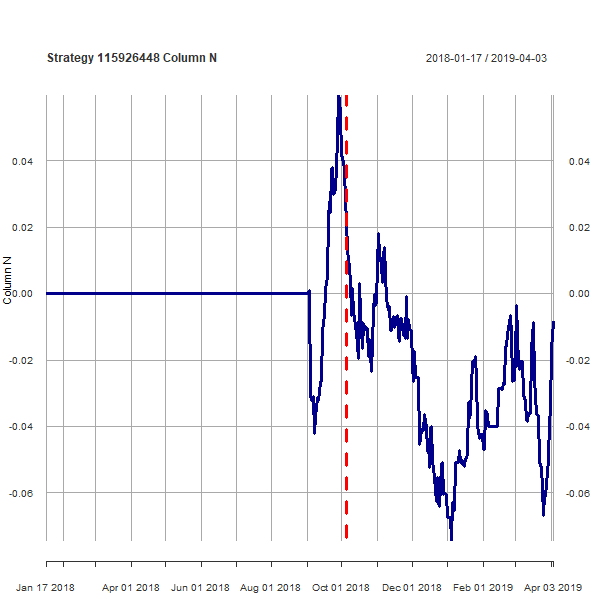 Strategy 115926448 Column N 2018-01-17 / 2019-04-03
Column N
0.04 0.04
0.02 0.02
0.00 0.00
-0.02 -0.02
-0.04 -0.04
-0.06 -0.06
Jan 17 2018 Apr 01 2018 Jun 01 2018 Aug 01 2018 Oct 01 2018 Dec 01 2018 Feb 01 2019 Apr 03 2019